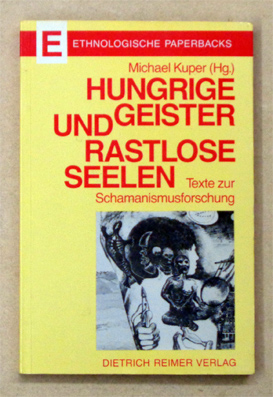 E ETHNOLOGISCHE PAPERBACKS
Michael Kuper (Hg.)
HUNGRIGE
GEISTER
UND
RASTLOSE
SEELEN Texte zur
Schamanismusforschung
DIETRICH REIMER VERLAG